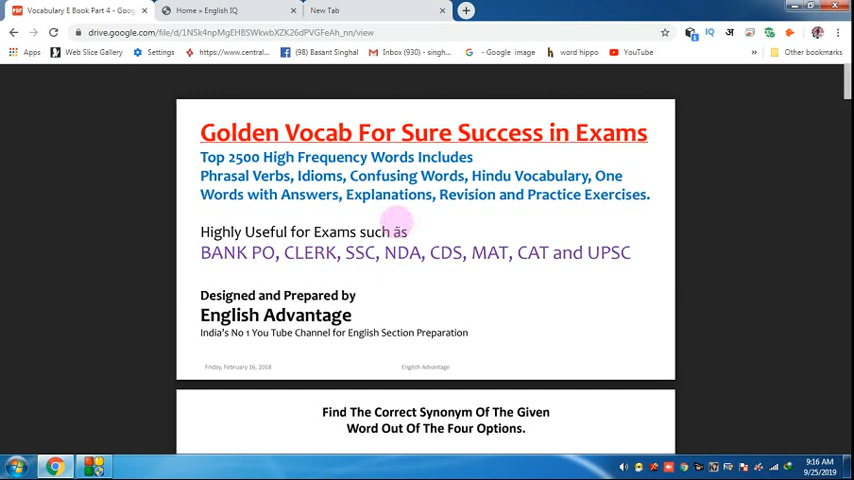 Vocabulary E Book Part 4 - Goog
Home » English IQ
New Tab
drive.google.com/file/d/1NSk4npMgEHBSWkwbXZK26dPVGFeAh_nn/view
Apps
Web Slice Gallery
Settings
https://www.central...
(98) Basant Singhal
Inbox (930) - singh...
- Google image
word hippo
YouTube
Other bookmarks
Golden Vocab For Sure Success in Exams
Top 2500 High Frequency Words Includes
Phrasal Verbs, Idioms, Confusing Words, Hindu Vocabulary, One
Words with Answers, Explanations, Revision and Practice Exercises.
Highly Useful for Exams such as
BANK PO, CLERK, SSC, NDA, CDS, MAT, CAT and UPSC
Designed and Prepared by
English Advantage
India's No 1 You Tube Channel for English Section Preparation
Friday, February 16, 2018
English Advantage
Find The Correct Synonym Of The Given
Word Out Of The Four Options.
9:16 AM
9/25/2019